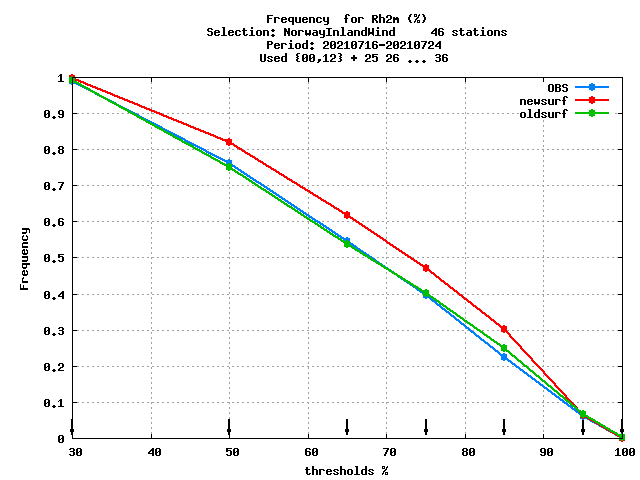 Frequency  for Rh2m (%)
Selection: NorwayInlandWind     46 stations
Period: 20210716-20210724
Used {00,12} + 25 26 ... 36
OBS
newsurf
oldsurf
1
0.9
0.8
0.7
0.6
0.5
0.4
0.3
0.2
0.1
0
Frequency
30 40 50 60 70 80 90 100
thresholds %